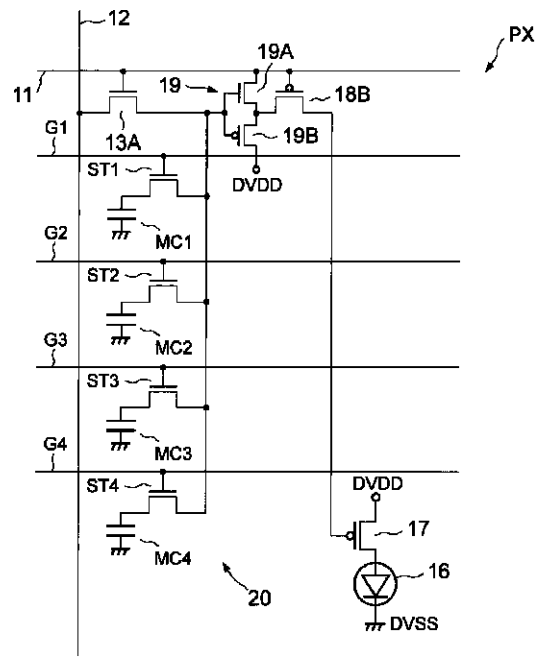 12
PX
19A
19
11
18B
13A
19B
G1
DVDD
ST1
MC1
G2
ST2
MC2
G3
ST3
MC3
G4
ST4
MC4
DVDD
17
16
20
DVSS